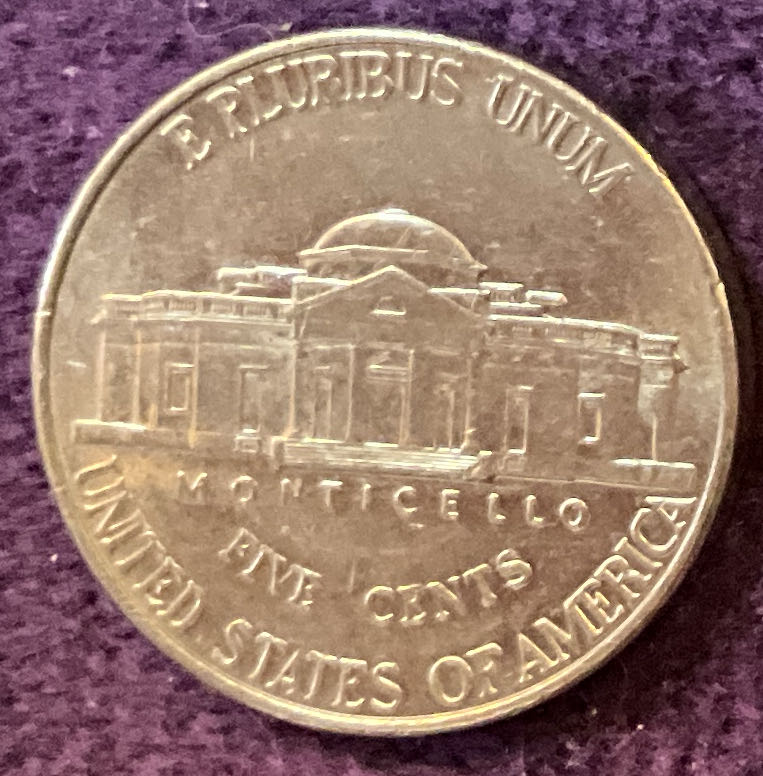 E PLURIBUS UNUM
MONTICELLO
FIVE CENTS
UNITED STATES OF AMERICA